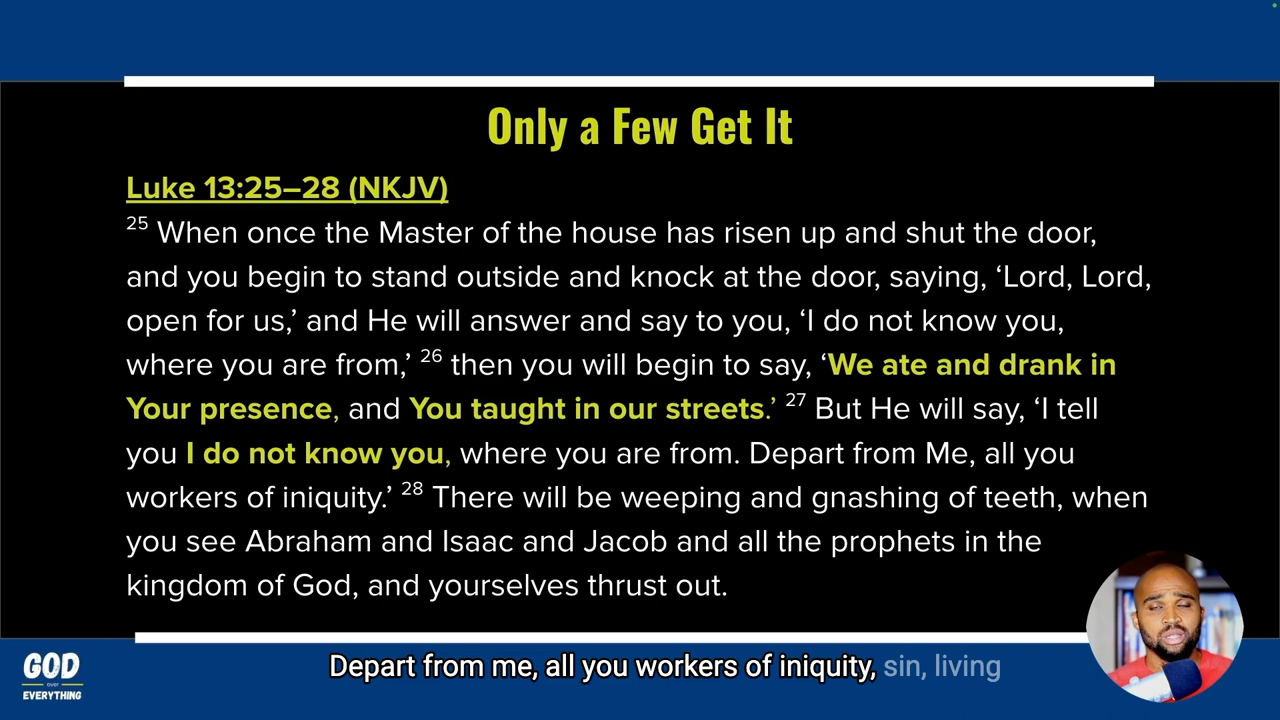 Only a Few Get It
Luke 13:25–28 (NKJV)
25 When once the Master of the house has risen up and shut the door,
and you begin to stand outside and knock at the door, saying, ‘Lord, Lord,
open for us,’ and He will answer and say to you, ‘I do not know you,
where you are from,’ 26 then you will begin to say, ‘We ate and drank in
Your presence, and You taught in our streets.’ 27 But He will say, ‘I tell
you I do not know you, where you are from. Depart from Me, all you
workers of iniquity.’ 28 There will be weeping and gnashing of teeth, when
you see Abraham and Isaac and Jacob and all the prophets in the
kingdom of God, and yourselves thrust out.
GOD
over
EVERYTHING
Depart from me, all you workers of iniquity, sin, living